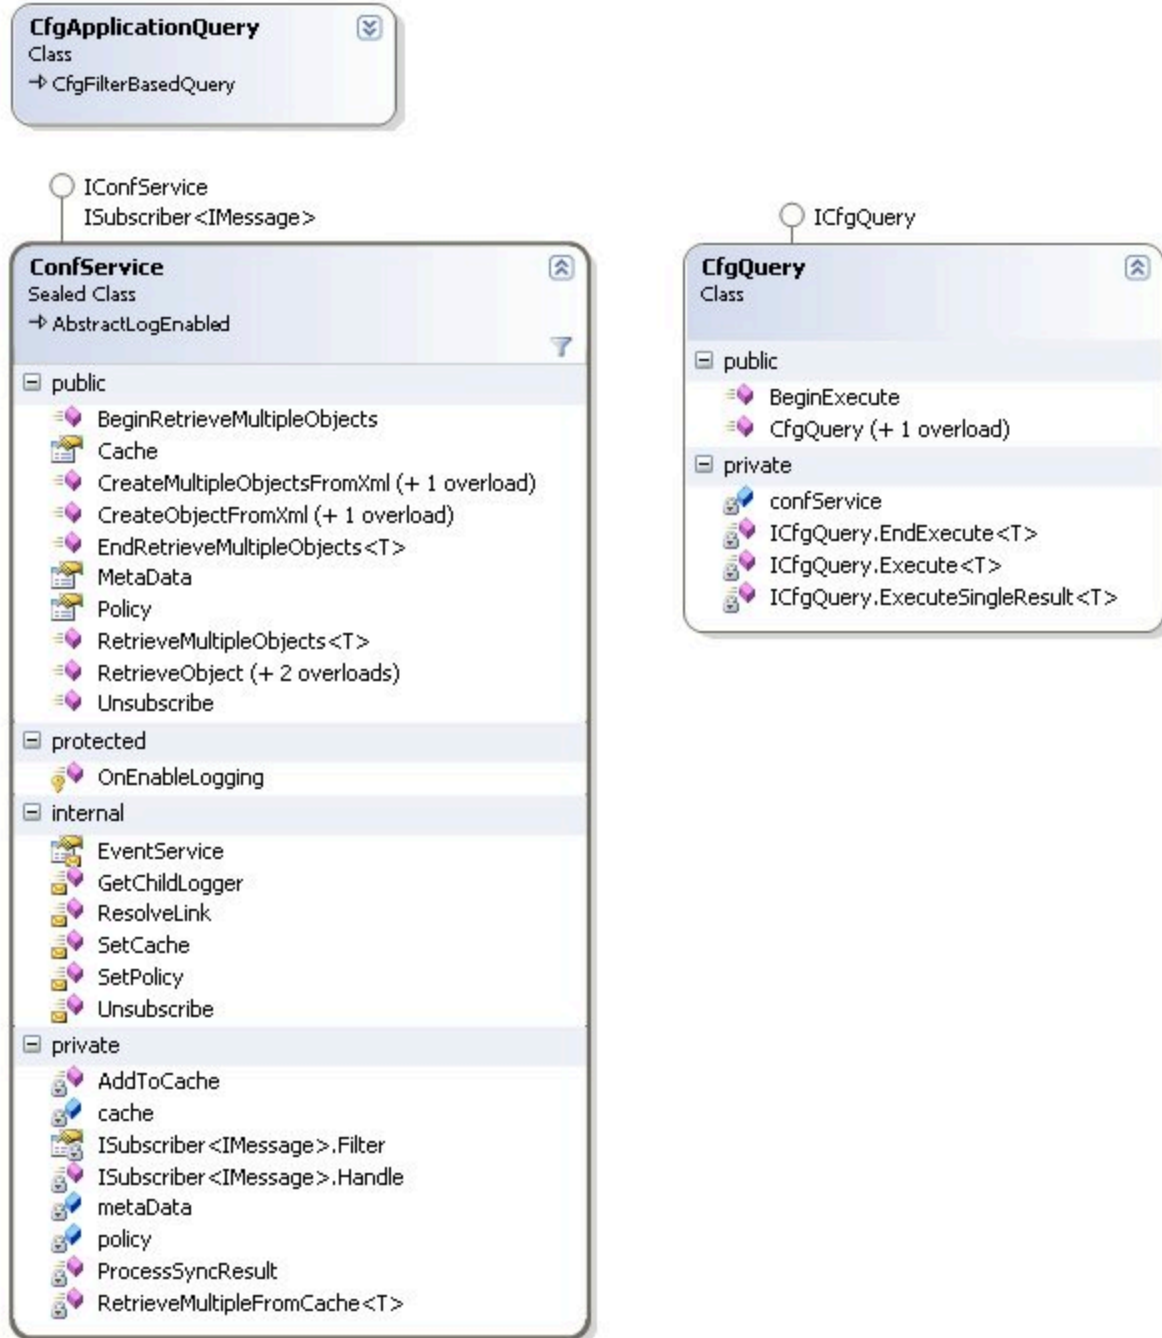 CfgApplicationQuery
Class
CfgFilterBasedQuery
IConfService
ISubscriber<IMessage>
ConfService
Sealed Class
AbstractLogEnabled
public
BeginRetrieveMultipleObjects
Cache
CreateMultipleObjectsFromXml (+ 1 overload)
CreateObjectFromXml (+ 1 overload)
EndRetrieveMultipleObjects<T>
MetaData
Policy
RetrieveMultipleObjects<T>
RetrieveObject (+ 2 overloads)
Unsubscribe
protected
OnEnableLogging
internal
EventService
GetChildLogger
ResolveLink
SetCache
SetPolicy
Unsubscribe
private
AddToCache
cache
ISubscriber<IMessage>.Filter
ISubscriber<IMessage>.Handle
metaData
policy
ProcessSyncResult
RetrieveMultipleFromCache<T>
ICfgQuery
CfgQuery
Class
public
BeginExecute
CfgQuery (+ 1 overload)
private
confService
ICfgQuery.EndExecute<T>
ICfgQuery.Execute<T>
ICfgQuery.ExecuteSingleResult<T>